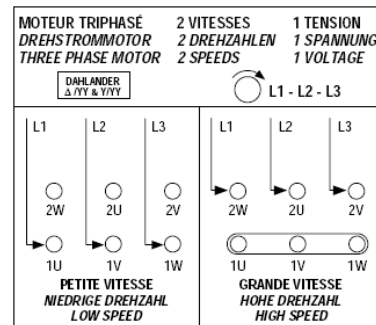 MOTEUR TRIPHASÉ 2 VITESSES 1 TENSION
DREHSTROMMOTOR 2 DREHZAHLEN 1 SPANNUNG
THREE PHASE MOTOR 2 SPEEDS 1 VOLTAGE
DAHLANDER
Δ /YY & Y/YY
L1 - L2 - L3
L1 L2 L3 L1 L2 L3
2W 2U 2V 2W 2U 2V
1U 1V 1W 1U 1V 1W
PETITE VITESSE GRANDE VITESSE
NIEDRIGE DREHZAHL HOHE DREHZAHL
LOW SPEED HIGH SPEED